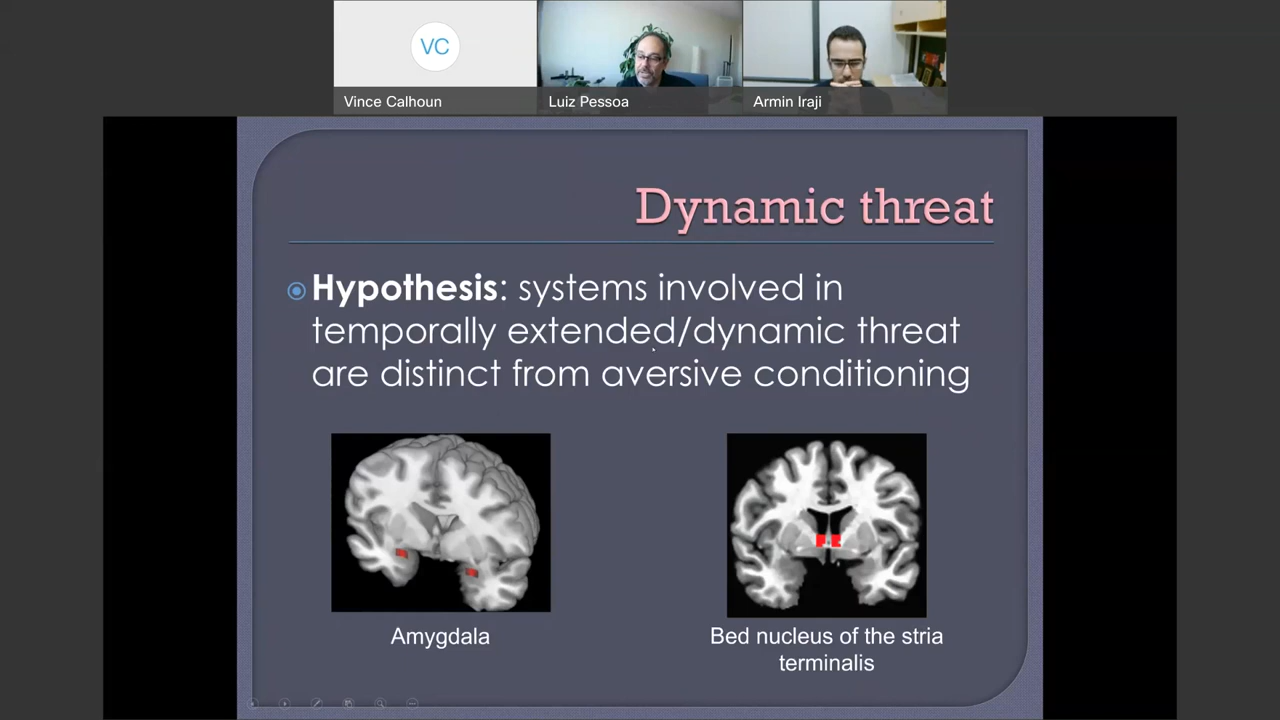 VC
Vince Calhoun
Luiz Pessoa
Armin Iraji
Dynamic threat
Hypothesis: systems involved in
temporally extended/dynamic threat
are distinct from aversive conditioning
Amygdala
Bed nucleus of the stria
terminalis